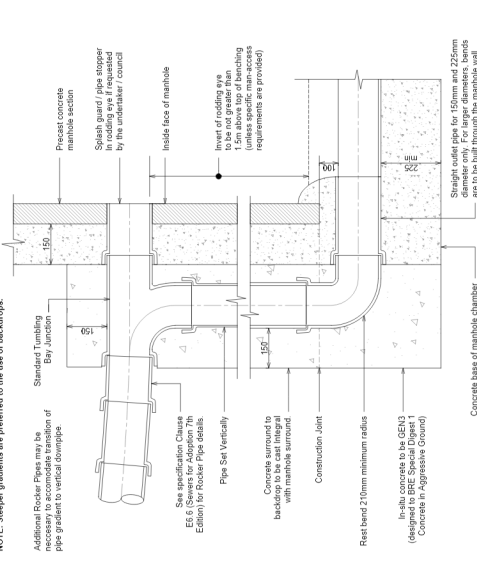 NOTE: Steeper gradients are preferred to the use of backdrops.
Additional Rocker Pipes may be
neccesary to accomodate transition of
pipe gradient to vertical downpipe.
Standard Tumbling
Bay Junction
150
150
Precast concrete
manhole section
Splash guard / pipe stopper
In rodding eye if requested
by the undertaker / council
Inside face of manhole
Invert of rodding eye
to be not greater than
1.5m above top of benching
(unless specific man-access
requirements are provided)
See specification Clause
E6.6 (Sewers for Adoption 7th
Edition) for Rocker Pipe details.
Pipe Set Vertically
150
Concrete surround to
backdrop to be cast Integral
with manhole surround.
Construction Joint
100
225
min
Rest bend 210mm minimum radius
In-situ concrete to be GEN3
(designed to BRE Special Digest 1
Concrete in Aggressive Ground)
Straight outlet pipe for 150mm and 225mm
diameter only. For larger diameters, bends
are to be built through the manhole wall
Concrete base of manhole chamber